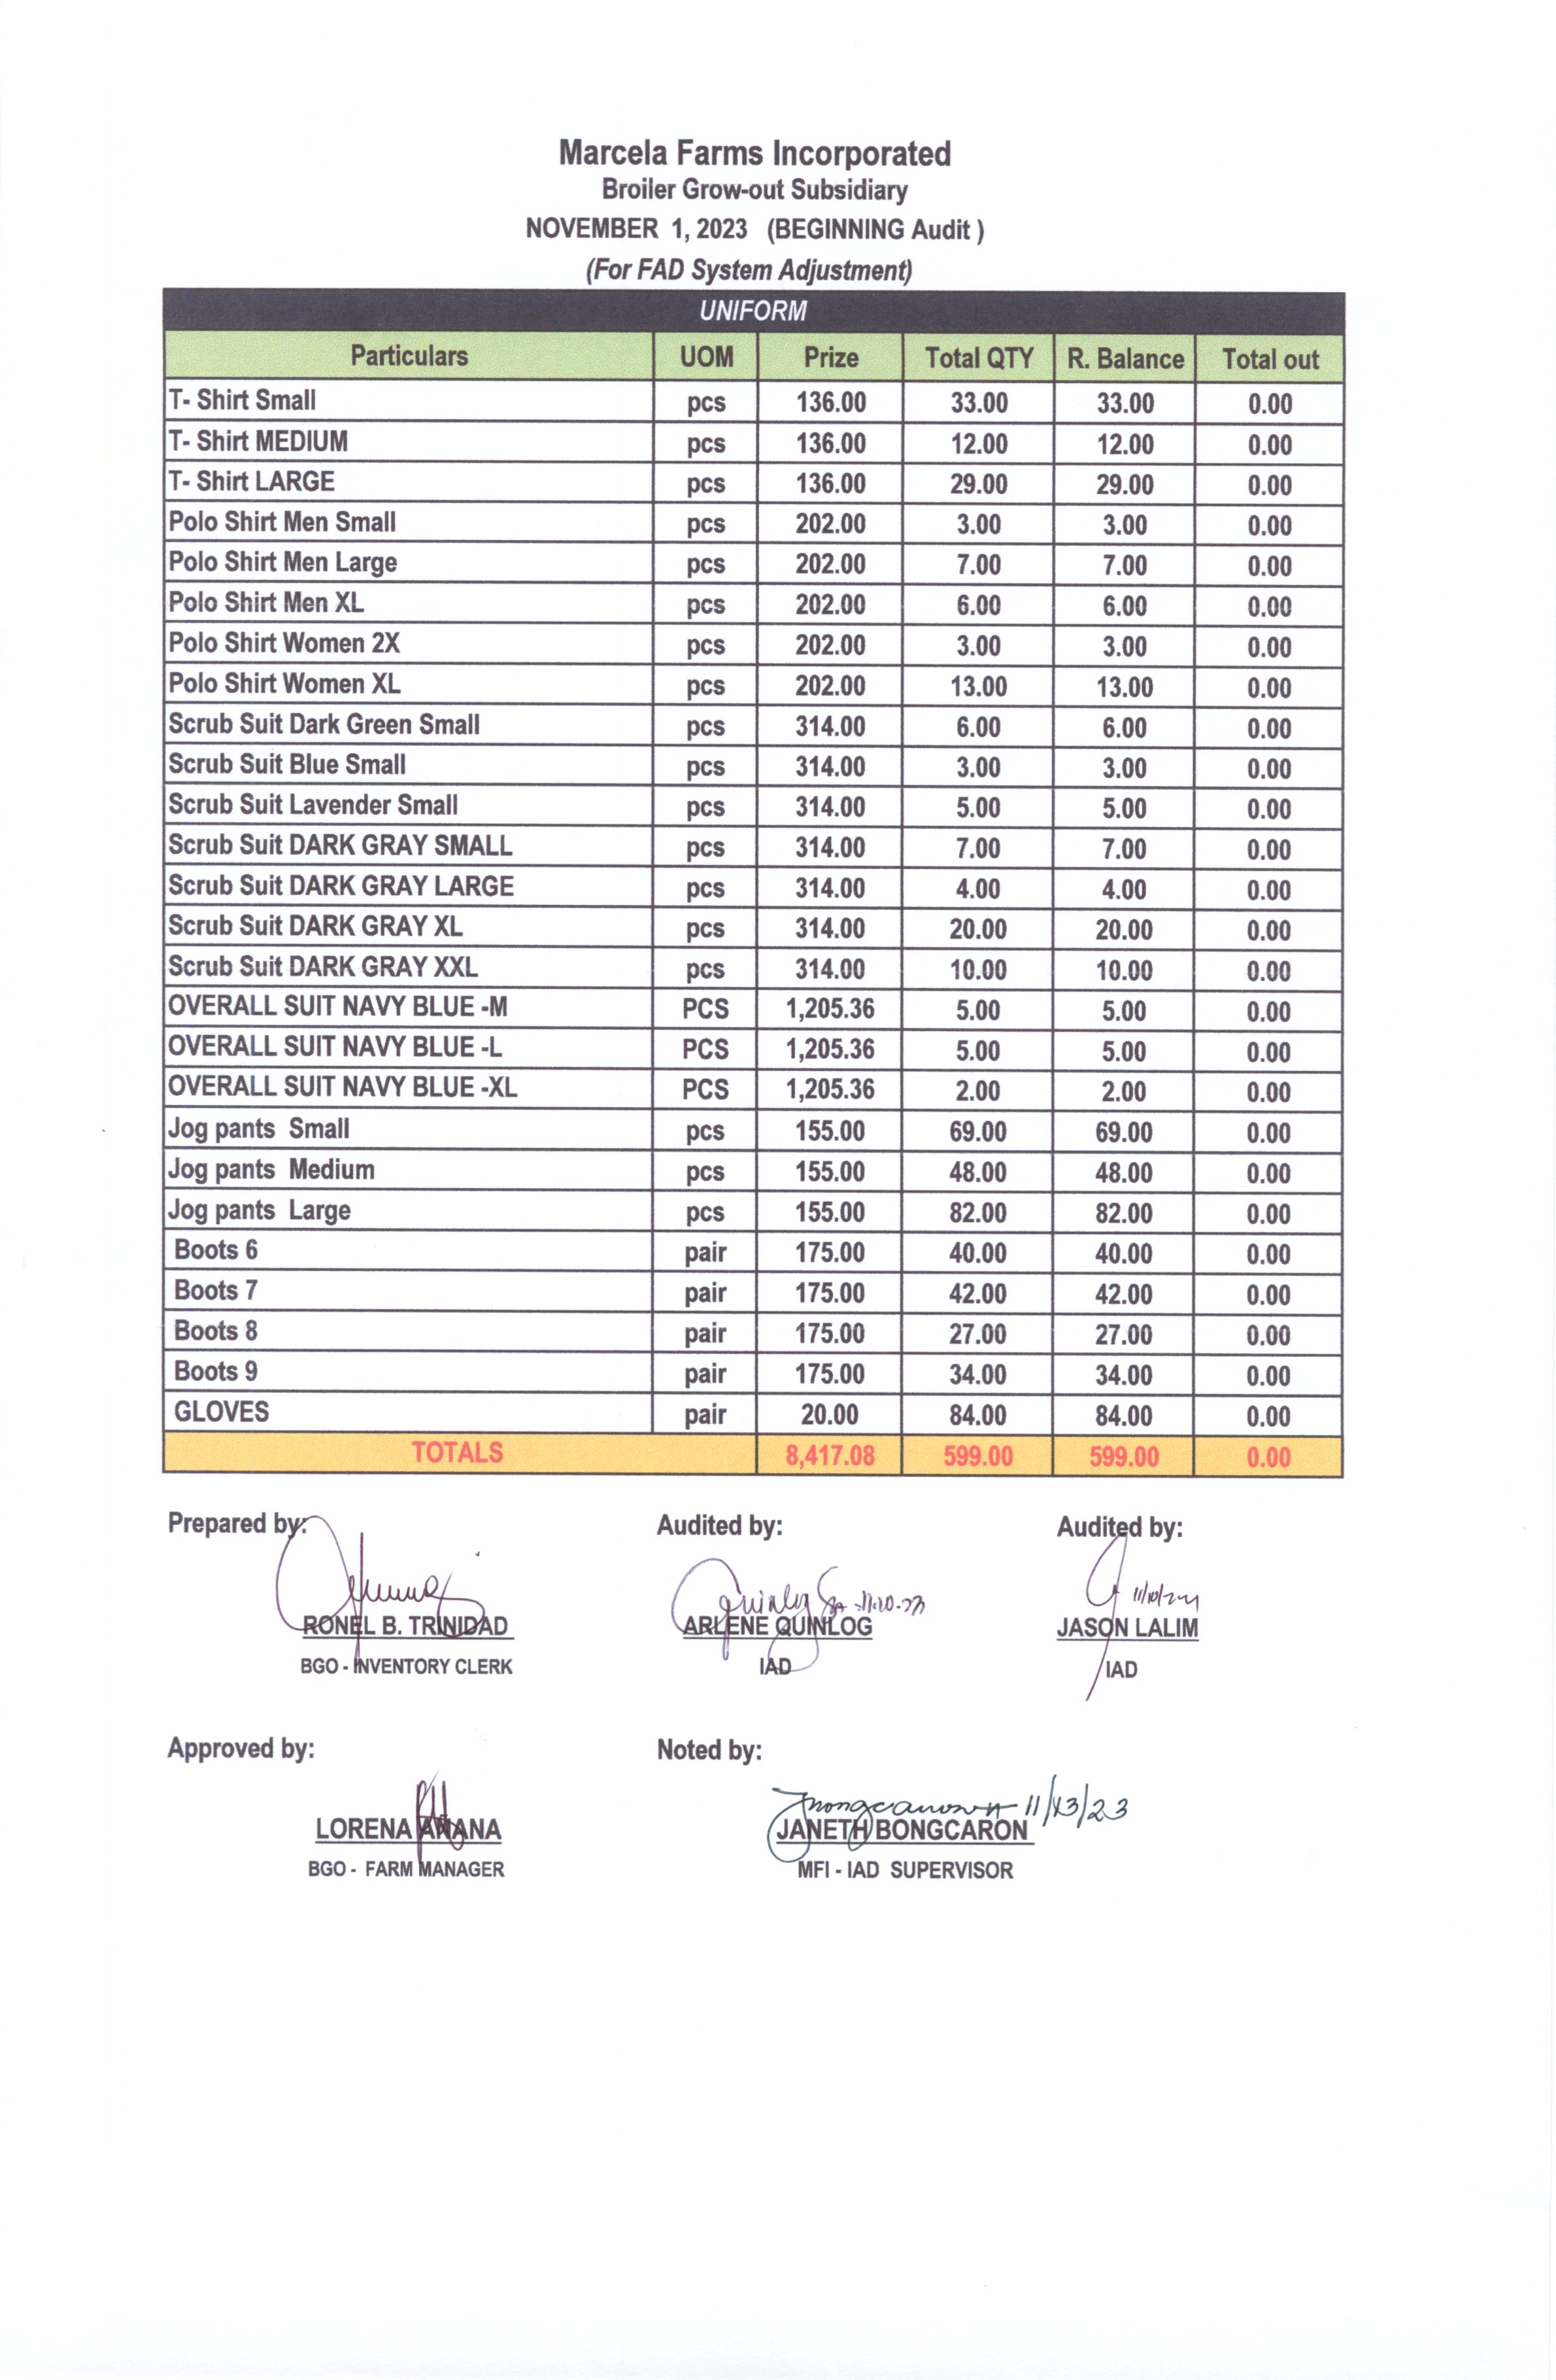 Marcela Farms Incorporated
Broiler Grow-out Subsidiary
NOVEMBER 1, 2023 (BEGINNING Audit )
(For FAD System Adjustment)
UNIFORM
Particulars UOM Prize Total QTY R. Balance Total out
T- Shirt Small pcs 136.00 33.00 33.00 0.00
T- Shirt MEDIUM pcs 136.00 12.00 12.00 0.00
T- Shirt LARGE pcs 136.00 29.00 29.00 0.00
Polo Shirt Men Small pcs 202.00 3.00 3.00 0.00
Polo Shirt Men Large pcs 202.00 7.00 7.00 0.00
Polo Shirt Men XL pcs 202.00 6.00 6.00 0.00
Polo Shirt Women 2X pcs 202.00 3.00 3.00 0.00
Polo Shirt Women XL pcs 202.00 13.00 13.00 0.00
Scrub Suit Dark Green Small pcs 314.00 6.00 6.00 0.00
Scrub Suit Blue Small pcs 314.00 3.00 3.00 0.00
Scrub Suit Lavender Small pcs 314.00 5.00 5.00 0.00
Scrub Suit DARK GRAY SMALL pcs 314.00 7.00 7.00 0.00
Scrub Suit DARK GRAY LARGE pcs 314.00 4.00 4.00 0.00
Scrub Suit DARK GRAY XL pcs 314.00 20.00 20.00 0.00
Scrub Suit DARK GRAY XXL pcs 314.00 10.00 10.00 0.00
OVERALL SUIT NAVY BLUE -M PCS 1,205.36 5.00 5.00 0.00
OVERALL SUIT NAVY BLUE -L PCS 1,205.36 5.00 5.00 0.00
OVERALL SUIT NAVY BLUE -XL PCS 1,205.36 2.00 2.00 0.00
Jog pants Small pcs 155.00 69.00 69.00 0.00
Jog pants Medium pcs 155.00 48.00 48.00 0.00
Jog pants Large pcs 155.00 82.00 82.00 0.00
Boots 6 pair 175.00 40.00 40.00 0.00
Boots 7 pair 175.00 42.00 42.00 0.00
Boots 8 pair 175.00 27.00 27.00 0.00
Boots 9 pair 175.00 34.00 34.00 0.00
GLOVES pair 20.00 84.00 84.00 0.00
TOTALS 8,417.08 599.00 599.00 0.00
Prepared by: Audited by: Audited by:
RONEL B. TRINIDAD ARLENE QUINLOG JASON LALIM
BGO - INVENTORY CLERK IAD IAD
Approved by: Noted by:
11/13/23
LORENA JANETH BONGCARON
BGO - FARM MANAGER MFI - IAD SUPERVISOR